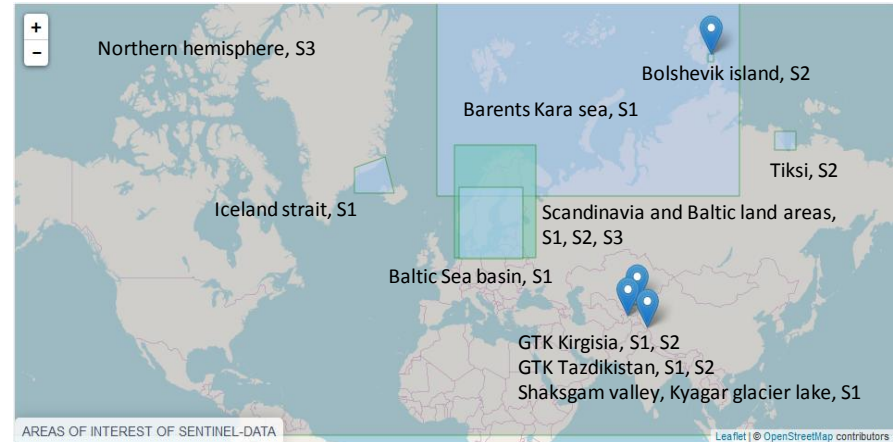 +
−
Northern hemisphere, S3
Bolshevik island, S2
Barents Kara sea, S1
Tiksi, S2
Iceland strait, S1
Scandinavia and Baltic land areas,
S1, S2, S3
Baltic Sea basin, S1
GTK Kirgisia, S1, S2
GTK Tazdikistan, S1, S2
Shaksgam valley, Kyagar glacier lake, S1
AREAS OF INTEREST OF SENTINEL-DATA
Leaflet | © OpenStreetMap contributors